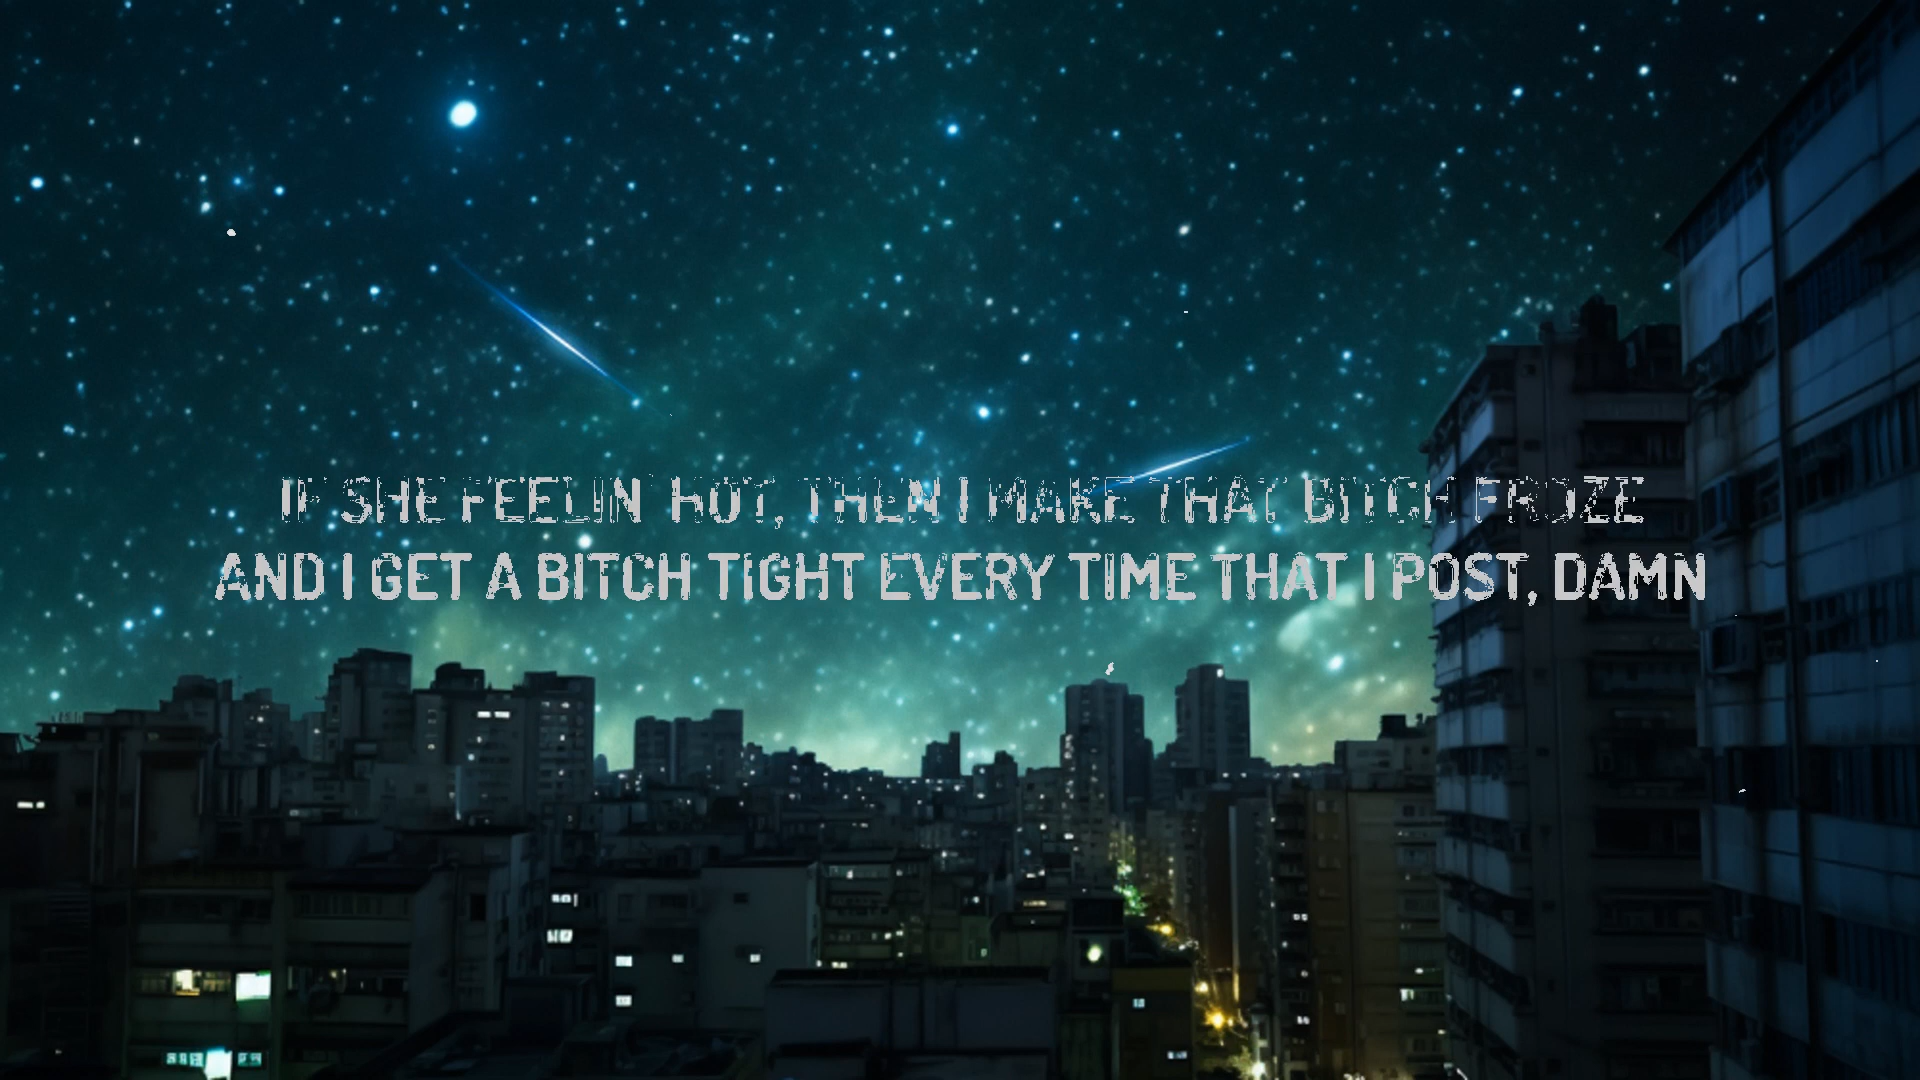 IF SHE FEELIN' HOT, THEN I MAKE THAT BITCH FROZE
AND I GET A BITCH TIGHT EVERY TIME THAT I POST, DAMN